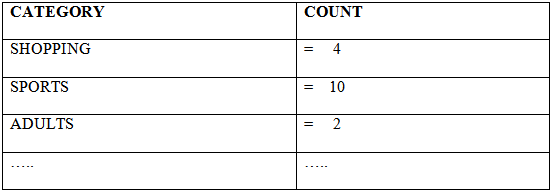 CATEGORY COUNT
SHOPPING = 4
SPORTS = 10
ADULTS = 2
….. …..